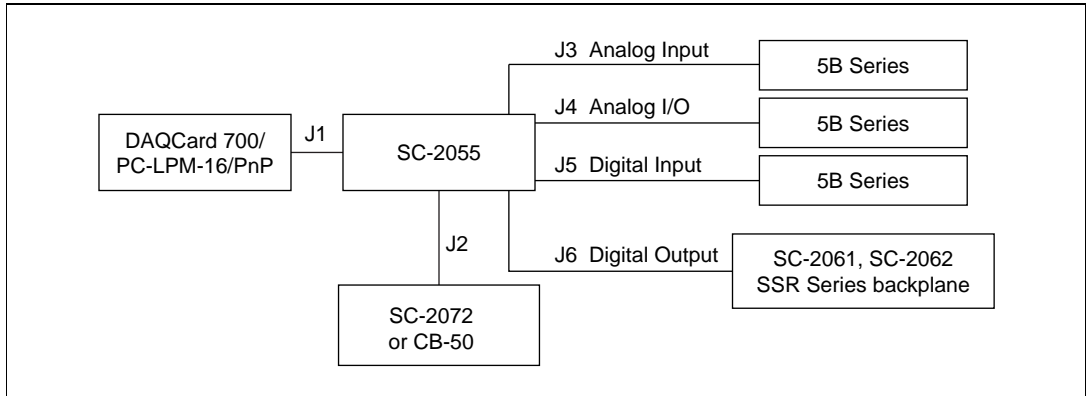 J3 Analog Input
5B Series
J4 Analog I/O
5B Series
DAQCard 700/
PC-LPM-16/PnP
J1
SC-2055
J5 Digital Input
5B Series
J2
J6 Digital Output
SC-2061, SC-2062
SSR Series backplane
SC-2072
or CB-50